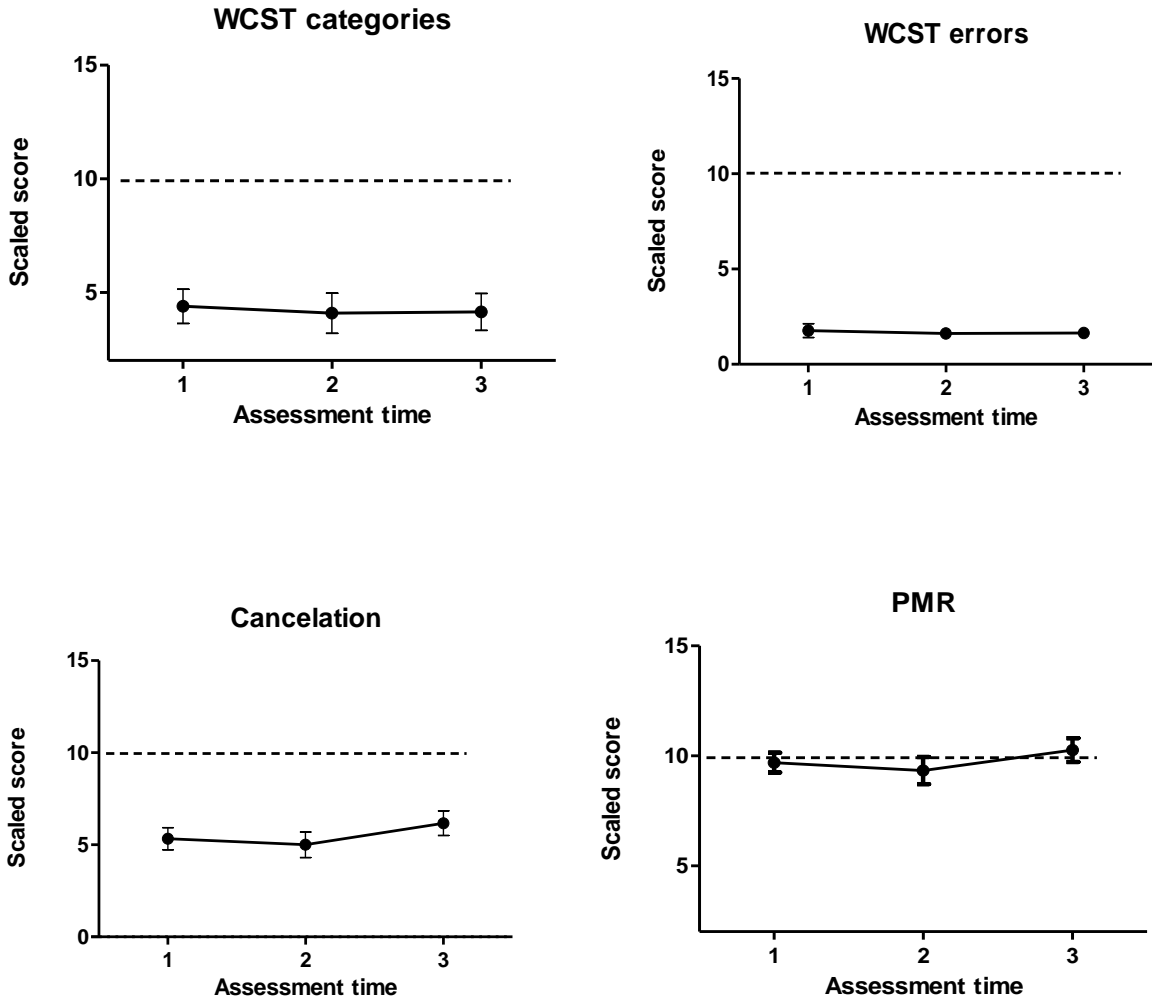 WCST categories
15
10
5
Scaled score
1 2 3
Assessment time
WCST errors
15
10
5
0
Scaled score
1 2 3
Assessment time
Cancelation
15
10
5
0
Scaled score
1 2 3
Assessment time
PMR
15
10
5
Scaled score
1 2 3
Assessment time